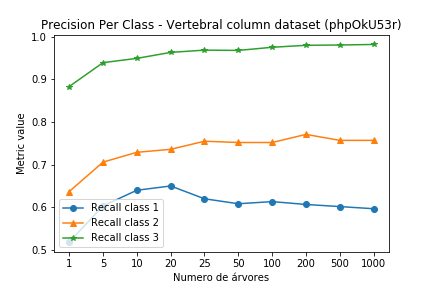 Precision Per Class - Vertebral column dataset (phpOkU53r)
1.0
0.9
0.8
0.7
0.6
0.5
Metric value
Recall class 1
Recall class 2
Recall class 3
1 5 10 20 25 50 100 200 500 1000
Numero de árvores